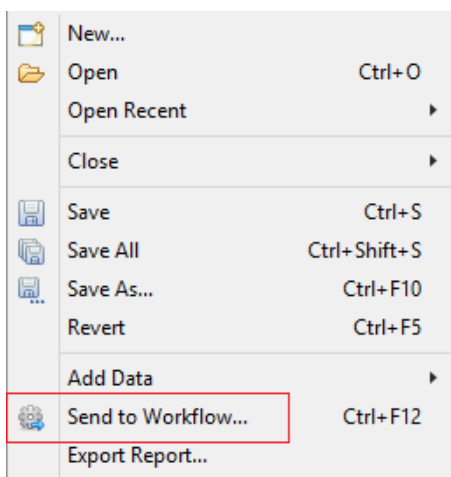 New...
Open Ctrl+O
Open Recent
Close
Save Ctrl+S
Save All Ctrl+Shift+S
Save As... Ctrl+F10
Revert Ctrl+F5
Add Data
Send to Workflow... Ctrl+F12
Export Report...